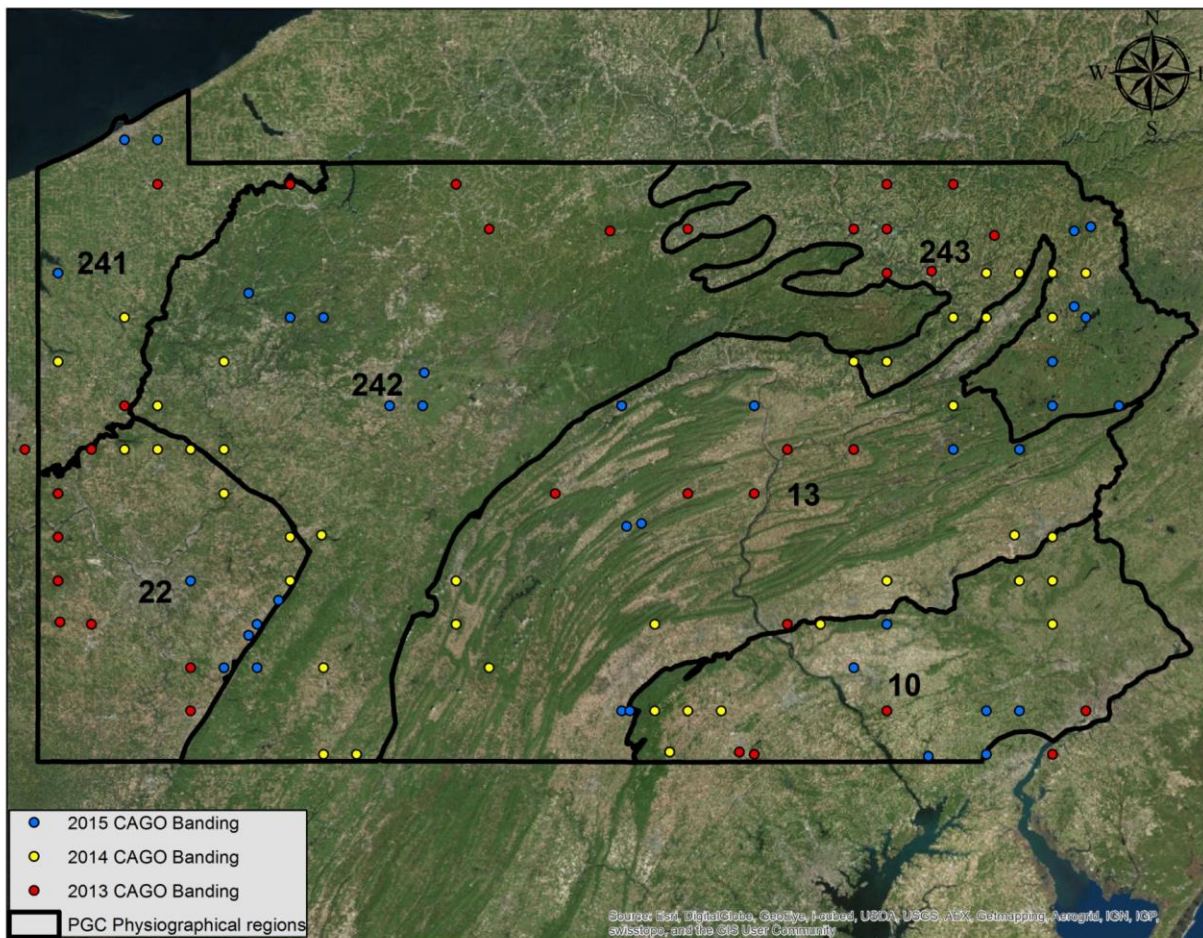 N
W
E
S
241
243
242
13
22
10
2015 CAGO Banding
2014 CAGO Banding
2013 CAGO Banding
PGC Physiographical regions
Source: Esri, DigitalGlobe, GeoEye, i-cubed, USDA, USGS, AEX, Getmapping, Aerogrid, IGN, IGP,
swisstopo, and the GIS User Community